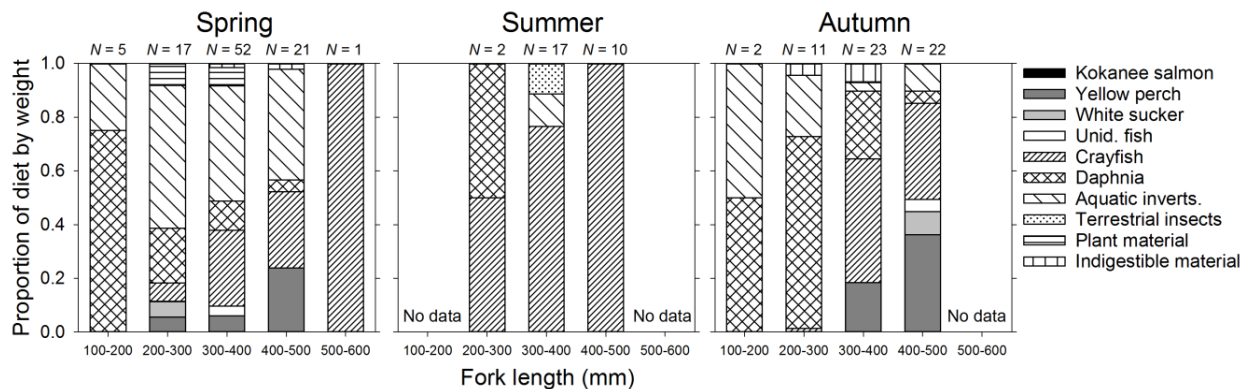 Spring
Summer
Autumn
N = 5
N = 17
N = 52
N = 21
N = 1
N = 2
N = 17
N = 10
N = 2
N = 11
N = 23
N = 22
Proportion of diet by weight
1.0
0.8
0.6
0.4
0.2
0.0
No data
No data
No data
100-200
200-300
300-400
400-500
500-600
100-200
200-300
300-400
400-500
500-600
100-200
200-300
300-400
400-500
500-600
Fork length (mm)
Kokanee salmon
Yellow perch
White sucker
Unid. fish
Crayfish
Daphnia
Aquatic inverts.
Terrestrial insects
Plant material
Indigestible material